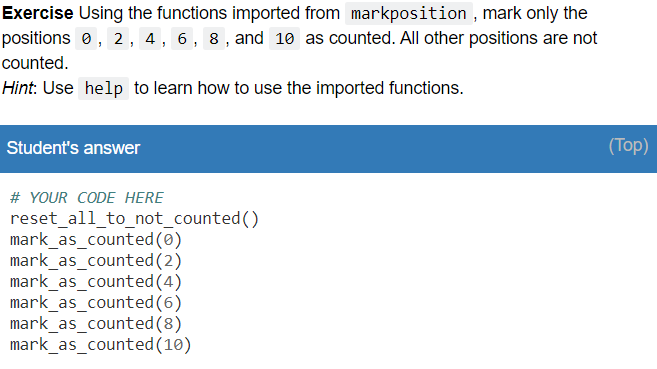 Exercise Using the functions imported from markposition , mark only the
positions 0 , 2 , 4 , 6 , 8 , and 10 as counted. All other positions are not
counted.
Hint: Use help to learn how to use the imported functions.
Student's answer (Top)
# YOUR CODE HERE
reset_all_to_not_counted()
mark_as_counted(0)
mark_as_counted(2)
mark_as_counted(4)
mark_as_counted(6)
mark_as_counted(8)
mark_as_counted(10)